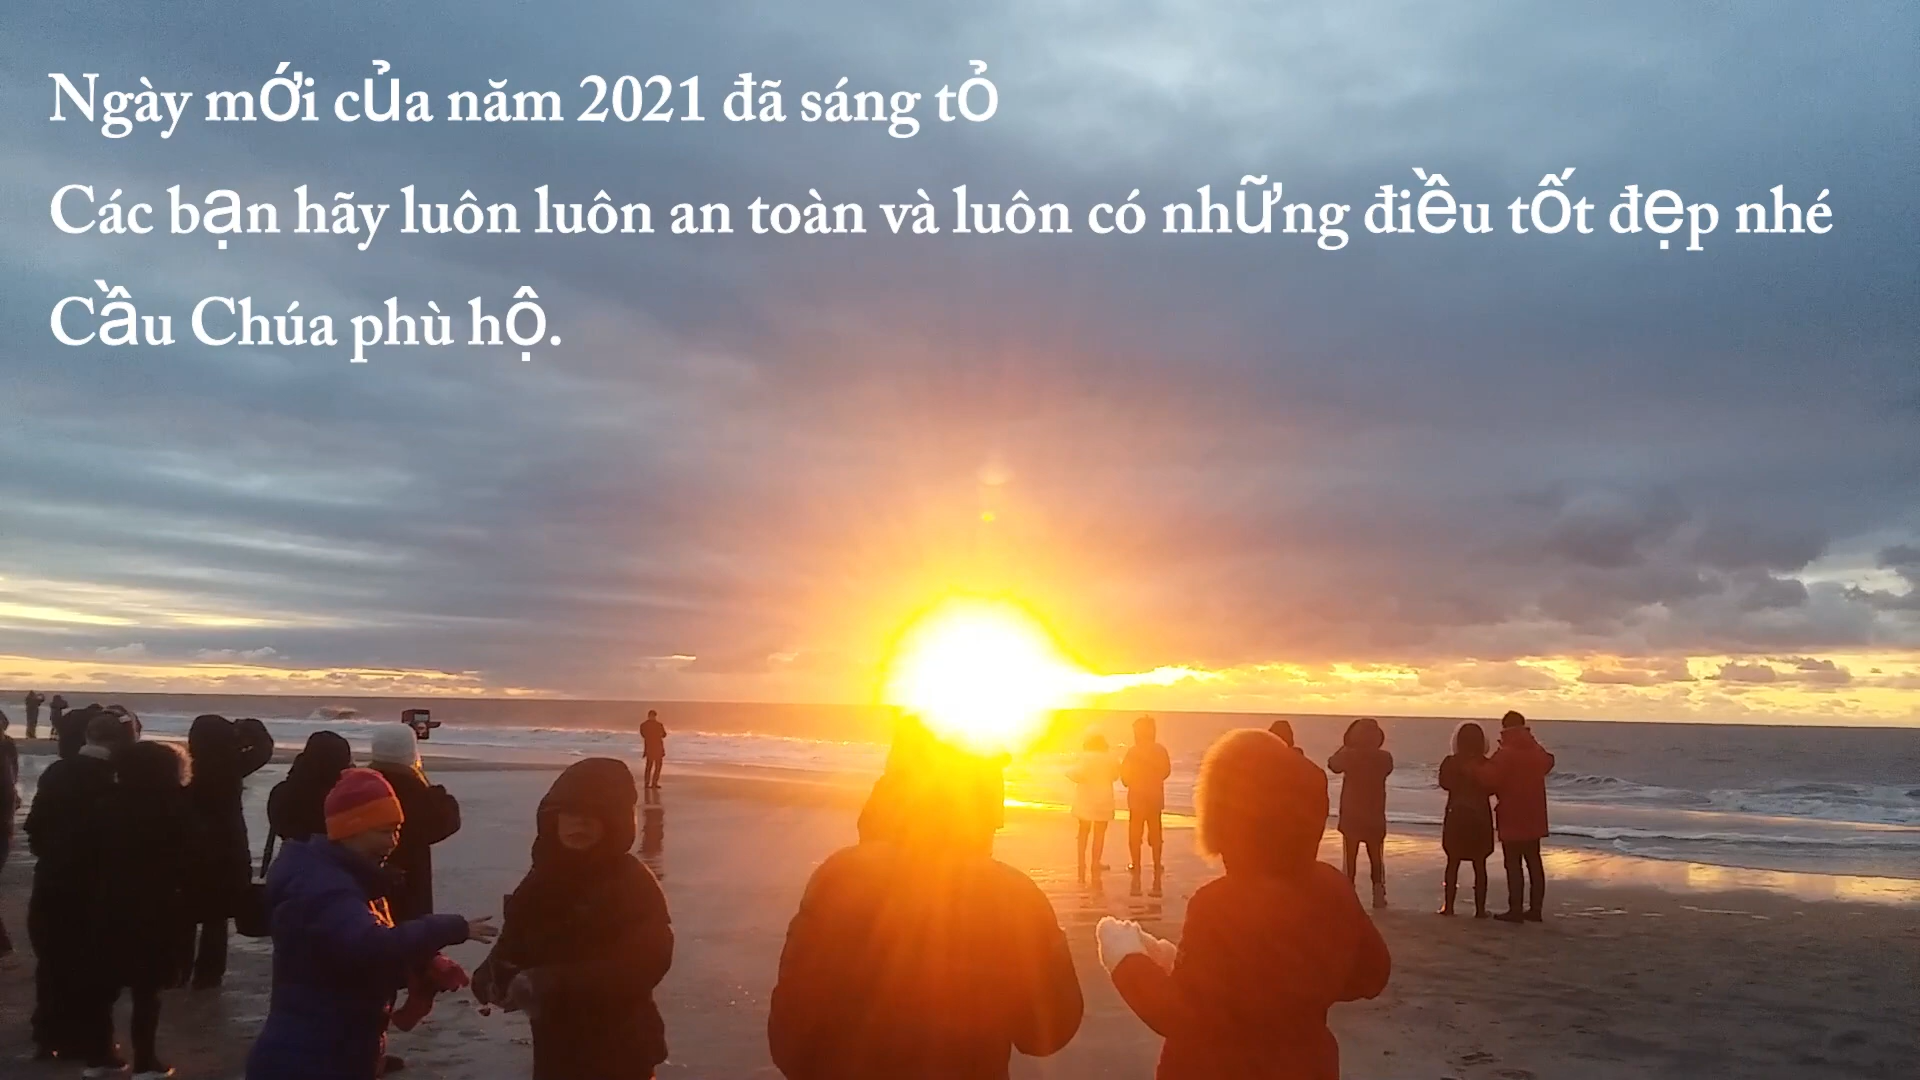 Ngày mới của năm 2021 đã sáng tỏ
Các bạn hãy luôn luôn an toàn và luôn có những điều tốt đẹp nhé
Cầu Chúa phù hộ.